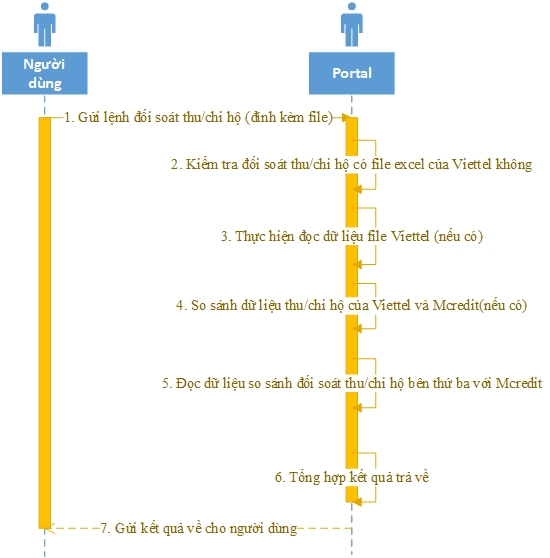 Người
dùng
Portal
1. Gửi lệnh đối soát thu/chi hộ (đính kèm file)
2. Kiểm tra đối soát thu/chi hộ có file excel của Viettel không
3. Thực hiện đọc dữ liệu file Viettel (nếu có)
4. So sánh dữ liệu thu/chi hộ của Viettel và Mcredit(nếu có)
5. Đọc dữ liệu so sánh đối soát thu/chi hộ bên thứ ba với Mcredit
6. Tổng hợp kết quả trả về
7. Gửi kết quả về cho người dùng